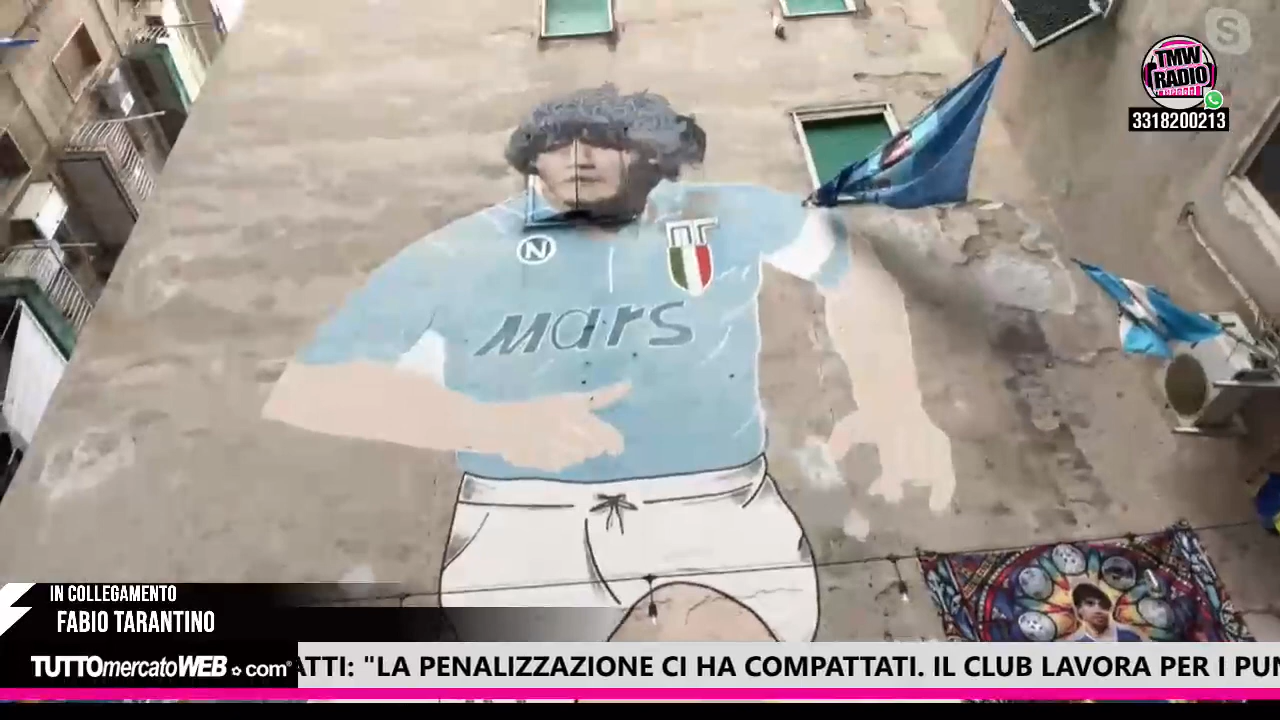 S
TMW
RADIO
3318200213
N
Mars
IN COLLEGAMENTO
FABIO TARANTINO
TUTTOmercatoWEB.com®
ATTI: "LA PENALIZZAZIONE CI HA COMPATTATI. IL CLUB LAVORA PER I PUN